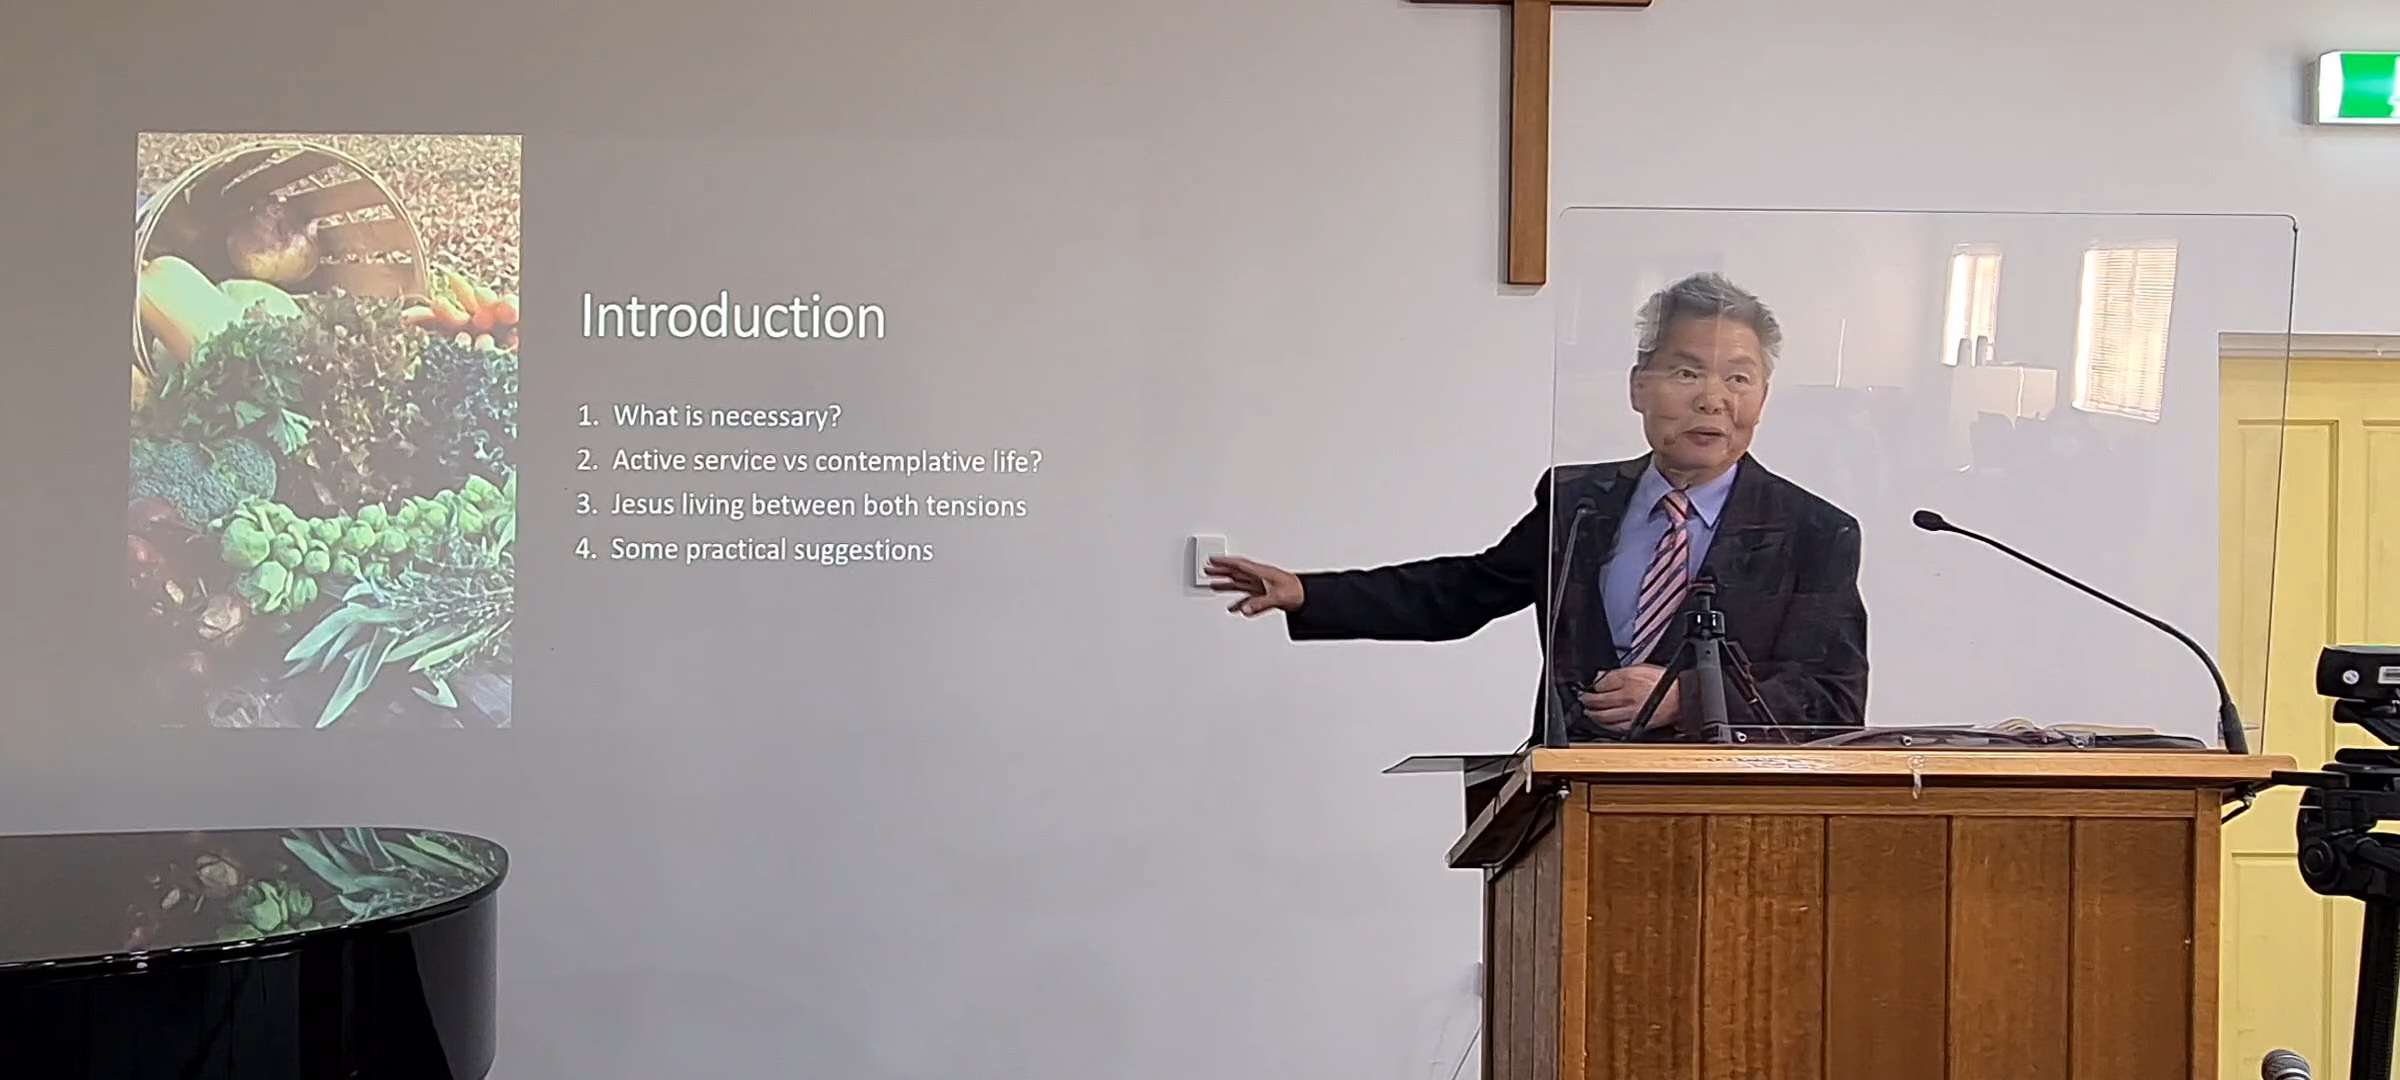 Introduction
1. What is necessary?
2. Active service vs contemplative life?
3. Jesus living between both tensions
4. Some practical suggestions